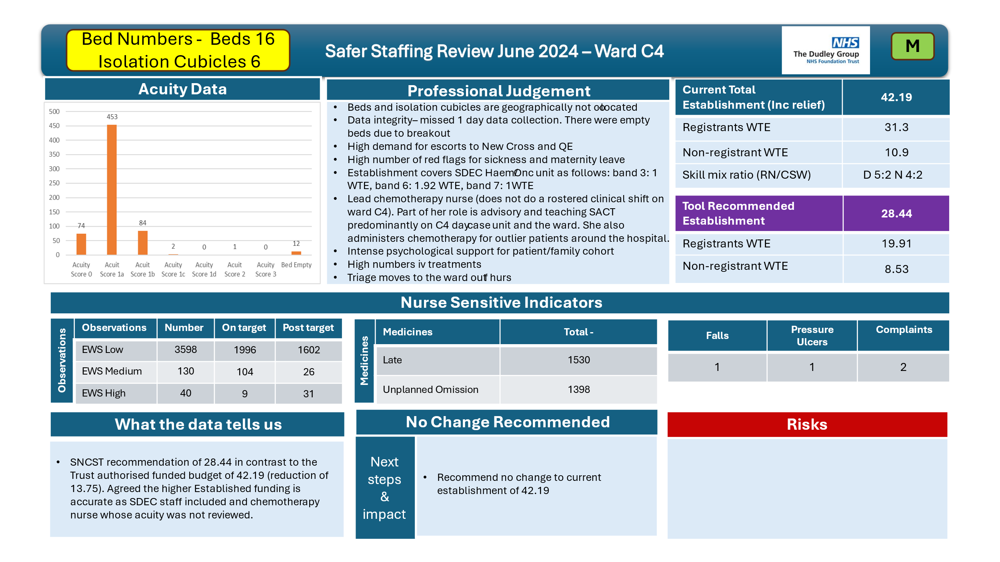 Bed Numbers - Beds 16
Isolation Cubicles 6
Safer Staffing Review June 2024 – Ward C4
NHS
The Dudley Group
NHS Foundation Trust
M
Acuity Data
500
450
400
350
300
250
200
150
100
50
0
74
453
84
2
0
1
0
12
Acuity Score 0
Acuit Score 1a
Acuit Score 1b
Acuity Score 1c
Acuity Score 1d
Acuit Score 2
Acuity Score 3
Bed Empty
Professional Judgement
• Beds and isolation cubicles are geographically not co-located
• Data integrity– missed 1 day data collection. There were empty
beds due to breakout
• High demand for escorts to New Cross and QE
• High number of red flags for sickness and maternity leave
• Establishment covers SDEC Haem/Onc unit as follows: band 3: 1
WTE, band 6: 1.92 WTE, band 7: 1WTE
• Lead chemotherapy nurse (does not do a rostered clinical shift on
ward C4). Part of her role is advisory and teaching SACT
predominantly on C4 daycase unit and the ward. She also
administers chemotherapy for outlier patients around the hospital.
• Intense psychological support for patient/family cohort
• High numbers iv treatments
• Triage moves to the ward out f hurs
Current Total
Establishment (Inc relief)
42.19
Registrants WTE 31.3
Non-registrant WTE 10.9
Skill mix ratio (RN/CSW) D 5:2 N 4:2
Tool Recommended
Establishment
28.44
Registrants WTE 19.91
Non-registrant WTE 8.53
Nurse Sensitive Indicators
Observations
Observations Number On target Post target
EWS Low 3598 1996 1602
EWS Medium 130 104 26
EWS High 40 9 31
Medicines
Medicines Total -
Late 1530
Unplanned Omission 1398
Falls
Pressure
Ulcers
Complaints
1 1 2
What the data tells us
• SNCST recommendation of 28.44 in contrast to the
Trust authorised funded budget of 42.19 (reduction of
13.75). Agreed the higher Established funding is
accurate as SDEC staff included and chemotherapy
nurse whose acuity was not reviewed.
No Change Recommended
Next
steps
&
impact
• Recommend no change to current
establishment of 42.19
Risks